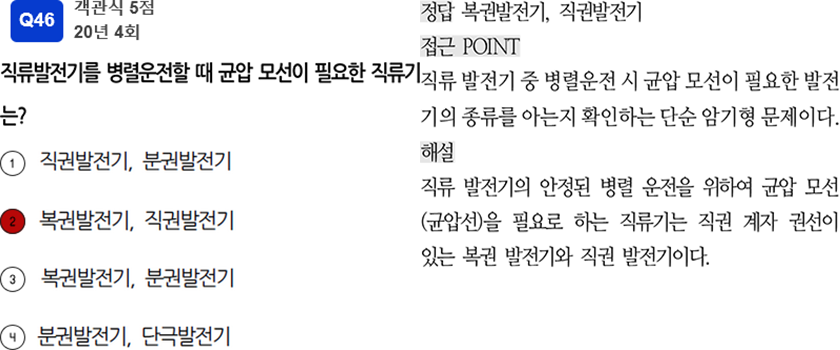 Q46
객관식 5점
20년 4회
직류발전기를 병렬운전할 때 균압 모선이 필요한 직류기
는?
1 직권발전기, 분권발전기
2 복권발전기, 직권발전기
3 복권발전기, 분권발전기
4 분권발전기, 단극발전기
정답 복권발전기, 직권발전기
접근 POINT
직류 발전기 중 병렬운전 시 균압 모선이 필요한 발전
기의 종류를 아는지 확인하는 단순 암기형 문제이다.
해설
직류 발전기의 안정된 병렬 운전을 위하여 균압 모선
(균압선)을 필요로 하는 직류기는 직권 계자 권선이
있는 복권 발전기와 직권 발전기이다.